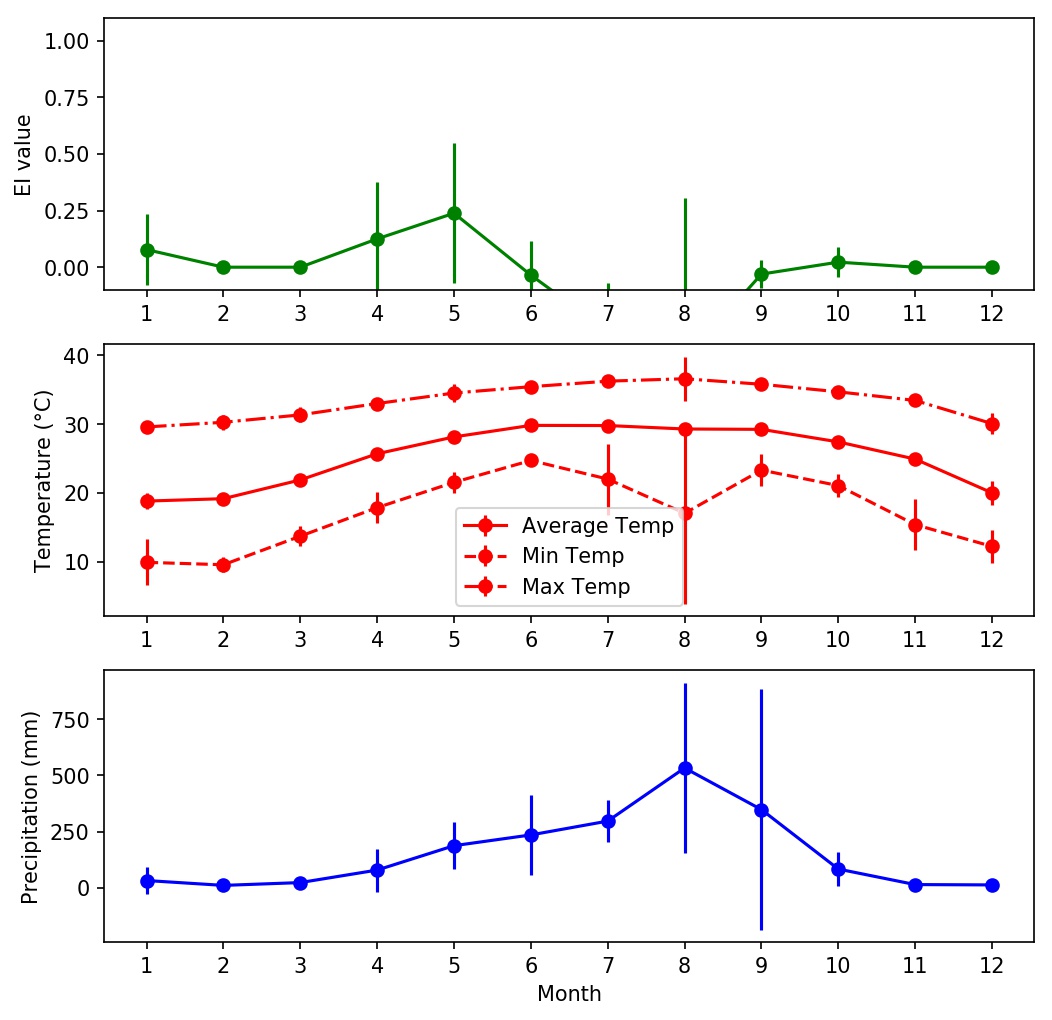 EI value
1.00
0.75
0.50
0.25
0.00
1 2 3 4 5 6 7 8 9 10 11 12
Temperature (°C)
40
30
20
10
Average Temp
Min Temp
Max Temp
1 2 3 4 5 6 7 8 9 10 11 12
Precipitation (mm)
750
500
250
0
1 2 3 4 5 6 7 8 9 10 11 12
Month